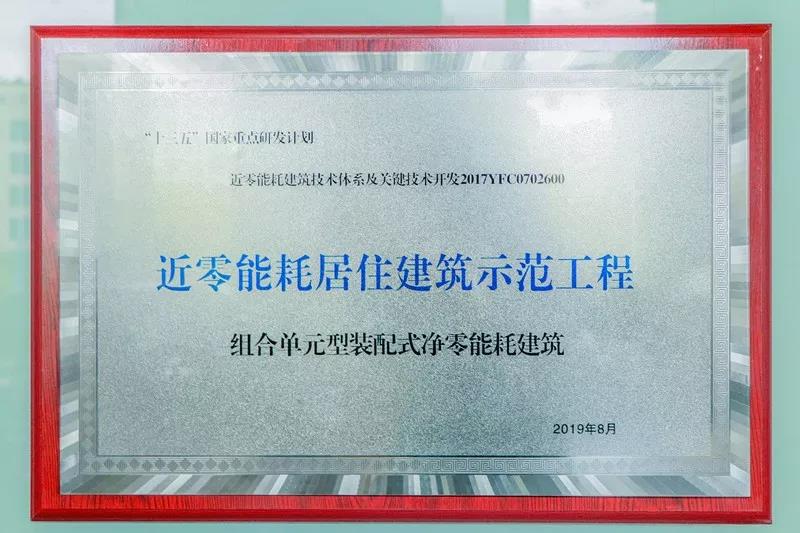 “十三五”国家重点研发计划
近零能耗建筑技术体系及关键技术开发2017YFC0702600
近零能耗居住建筑示范工程
组合单元型装配式净零能耗建筑
2019年8月